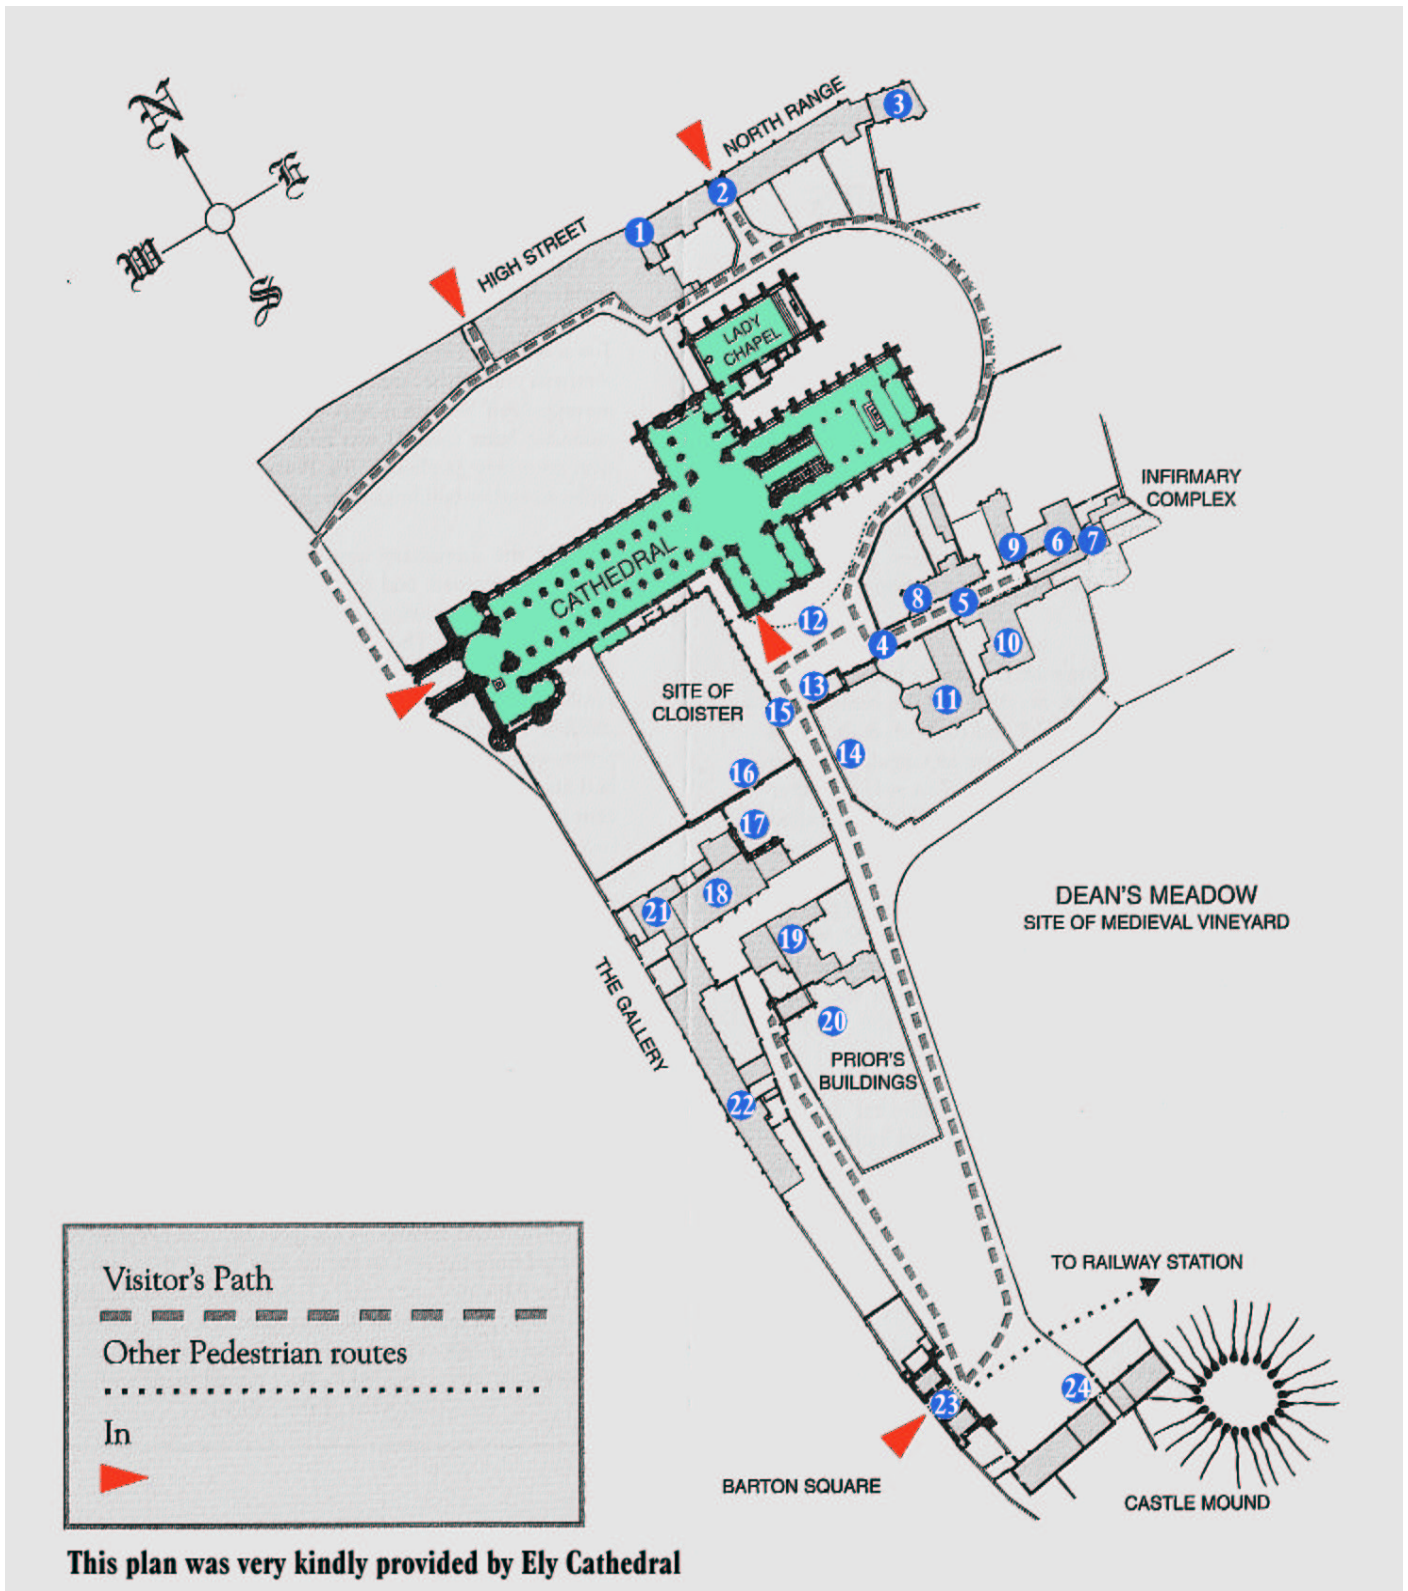 N
E
W
S
NORTH RANGE
3
2
1
HIGH STREET
LADY
CHAPEL
INFIRMARY
COMPLEX
CATHEDRAL
9
6
7
8
5
12
4
10
13
11
SITE OF
CLOISTER
15
14
16
17
18
21
DEAN'S MEADOW
SITE OF MEDIEVAL VINEYARD
19
THE GALLERY
20
PRIOR'S
BUILDINGS
22
Visitor's Path
TO RAILWAY STATION
Other Pedestrian routes
24
23
In
BARTON SQUARE
CASTLE MOUND
This plan was very kindly provided by Ely Cathedral